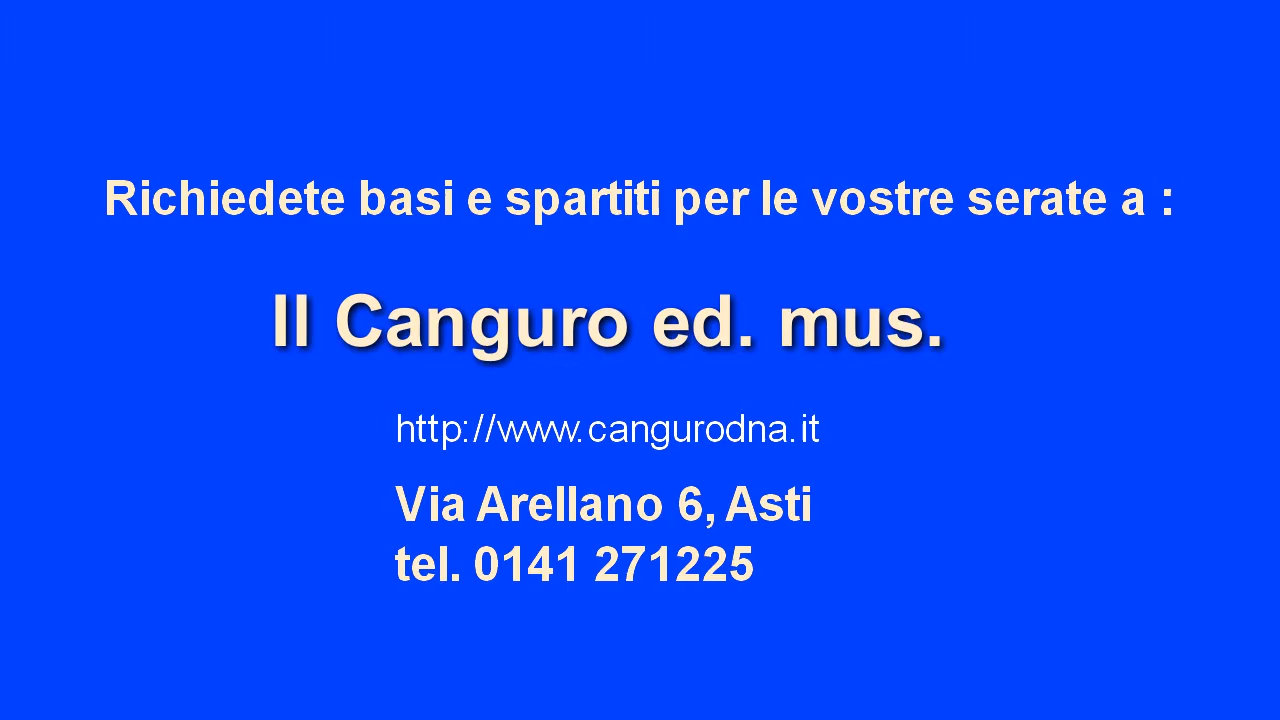 Richiedete basi e spartiti per le vostre serate a :
Il Canguro ed. mus.
http://www.cangurodna.it
Via Arellano 6, Asti
tel. 0141 271225